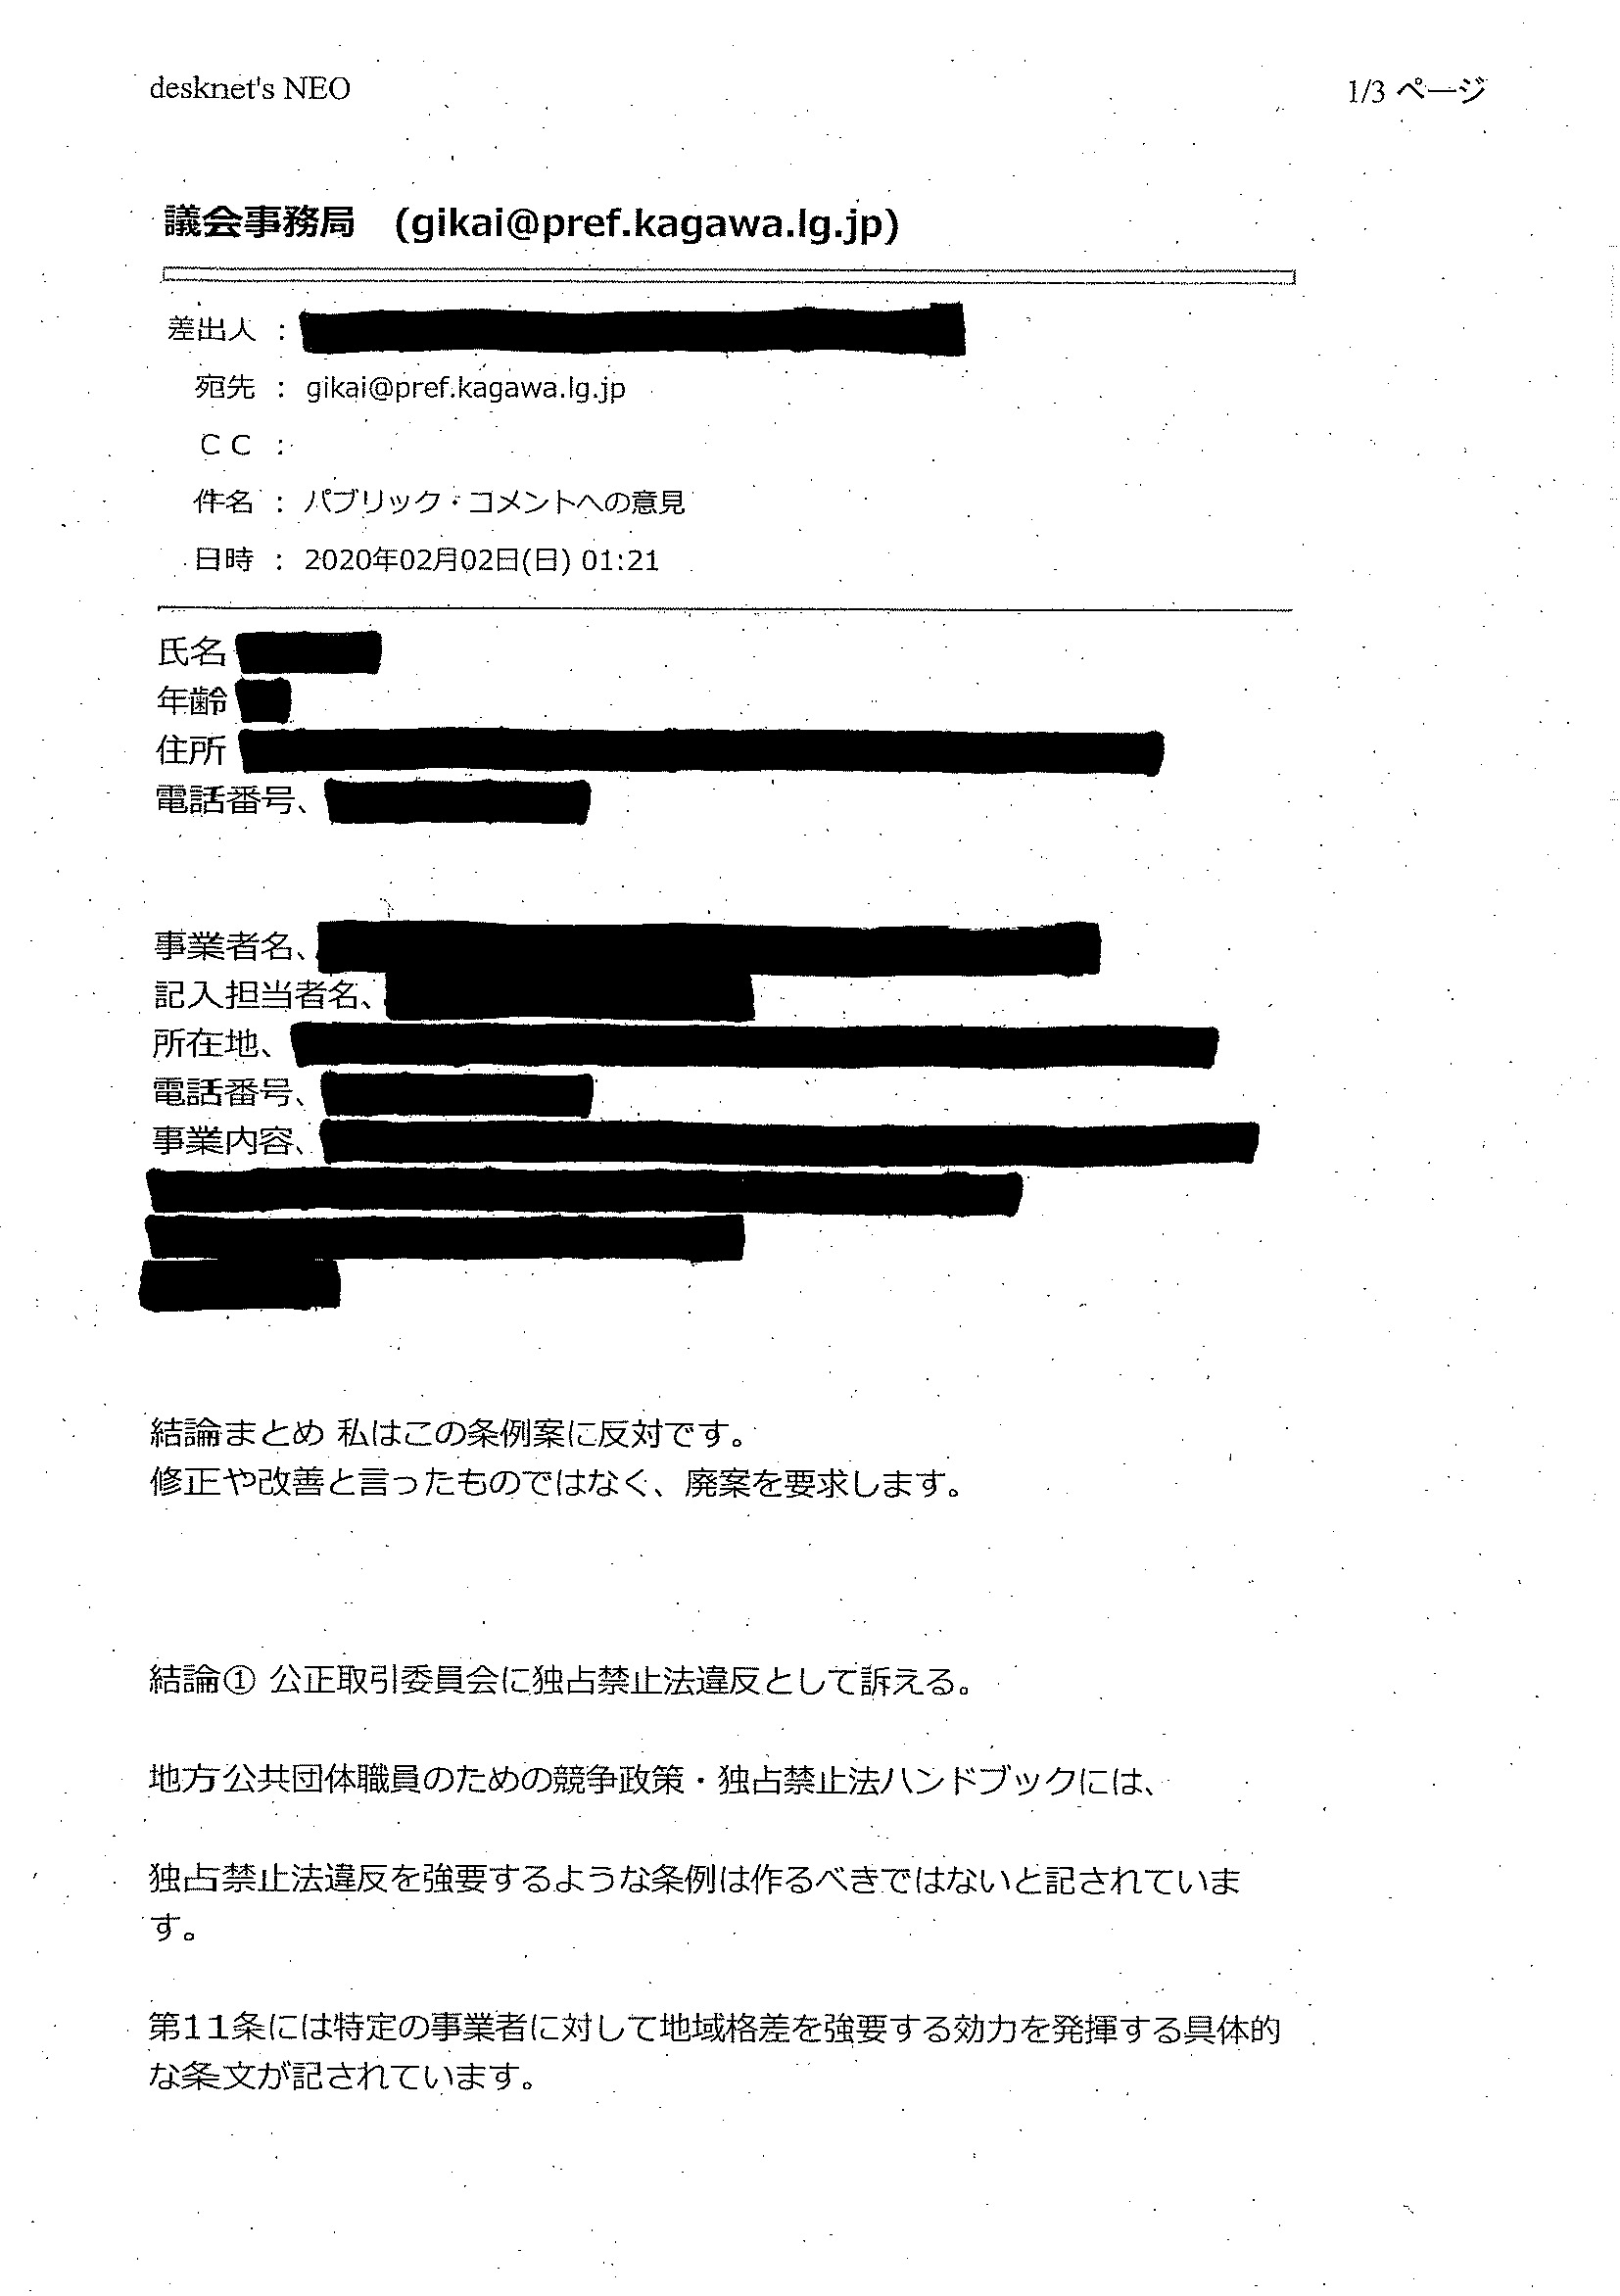 desknet's NEO
1/3 ページ
議会事務局　(gikai@pref.kagawa.lg.jp)
差出人 :
宛先 : gikai@pref.kagawa.lg.jp
ＣＣ :
件名 : パブリック・コメントへの意見
日時 : 2020年02月02日(日) 01:21
氏名
年齢
住所
電話番号、
事業者名、
記入担当者名、
所在地、
電話番号、
事業内容、
結論まとめ 私はこの条例案に反対です。
修正や改善と言ったものではなく、廃案を要求します。
結論① 公正取引委員会に独占禁止法違反として訴える。
地方公共団体職員のための競争政策・独占禁止法ハンドブックには、
独占禁止法違反を強要するような条例は作るべきではないと記されていま
す。
第11条には特定の事業者に対して地域格差を強要する効力を発揮する具体的
な条文が記されています。